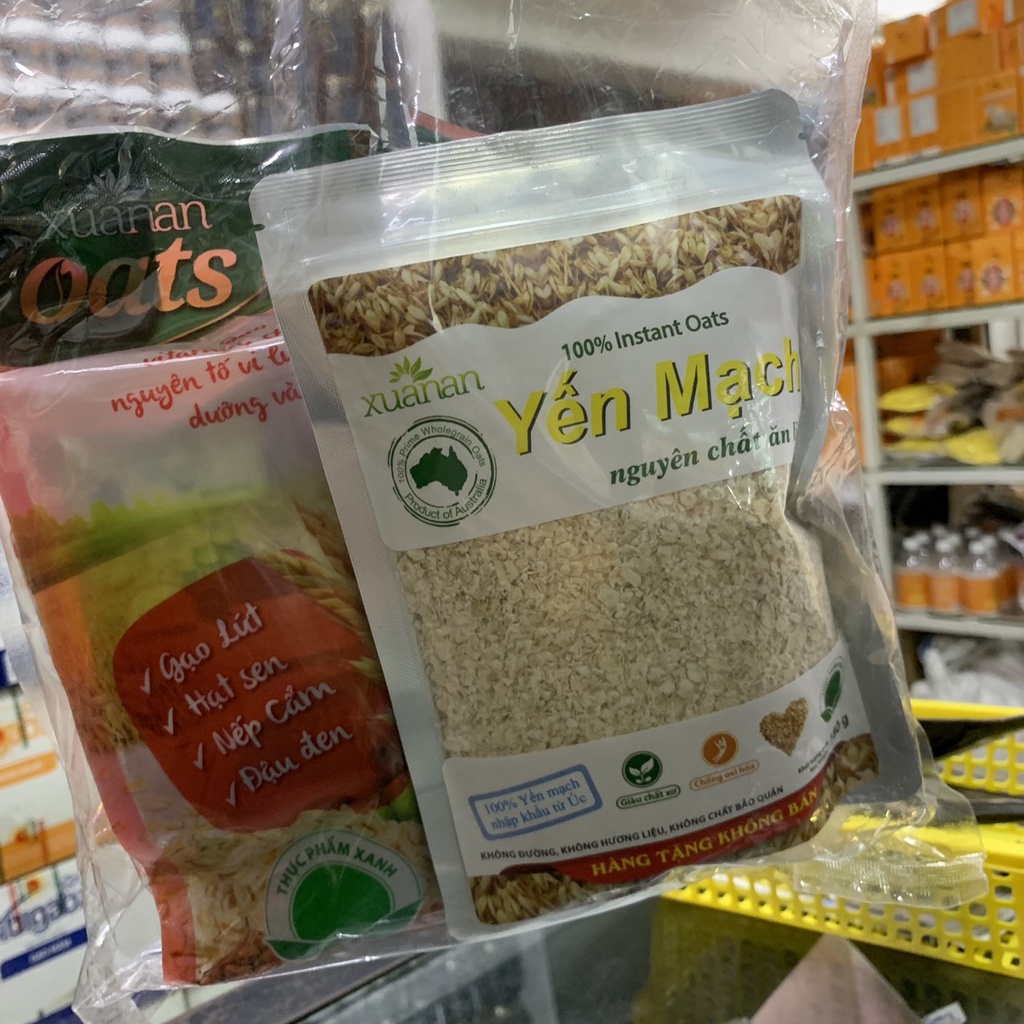 xuanan
oats
nguyên tố vi
dưỡng và
✓ Gạo Lứt
✓ Hạt sen
✓ Nếp Cẩm
✓ Đậu đen
THỰC PHẨM XANH
100% Instant Oats
xuanan
Yến Mạch
nguyên chất ăn
100% Prime Wholegrain Oats
Product of Australia
100% Yến mạch
nhập khẩu từ Úc
Giàu chất xơ
Chống oxi hóa
KHÔNG ĐƯỜNG, KHÔNG HƯƠNG LIỆU, KHÔNG CHẤT BẢO QUẢN
HÀNG TẶNG KHÔNG BÁN